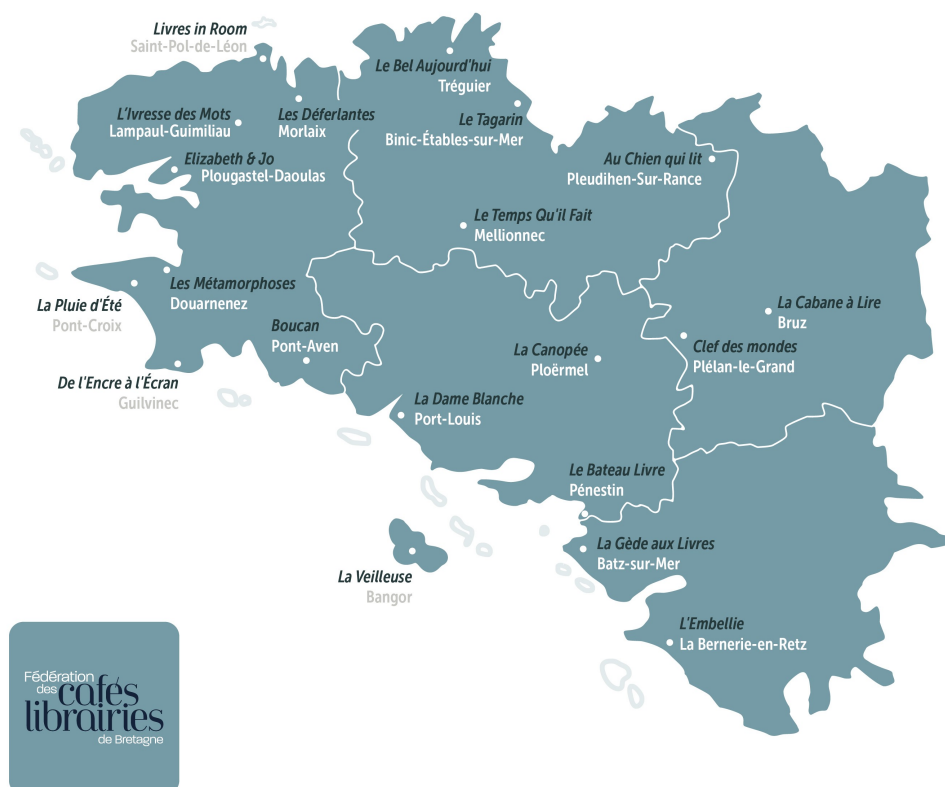 Livres in Room
Saint-Pol-de-Léon
Le Bel Aujourd'hui
Tréguier
L'Ivresse des Mots
Lampaul-Guimiliau
Les Déferlantes
Morlaix
Le Tagarin
Binic-Étables-sur-Mer
Elizabeth & Jo
Plougastel-Daoulas
Au Chien qui lit
Pleudihen-Sur-Rance
Le Temps Qu'il Fait
Mellionnec
Les Métamorphoses
Douarnenez
La Pluie d'Été
Pont-Croix
La Cabane à Lire
Bruz
Boucan
Pont-Aven
La Canopée
Ploërmel
Clef des mondes
Plélan-le-Grand
De l'Encre à l'Écran
Guilvinec
La Dame Blanche
Port-Louis
Le Bateau Livre
Pénestin
La Gède aux Livres
Batz-sur-Mer
La Veilleuse
Bangor
L'Embellie
La Bernerie-en-Retz
Fédération
des cafés
librairies
de Bretagne